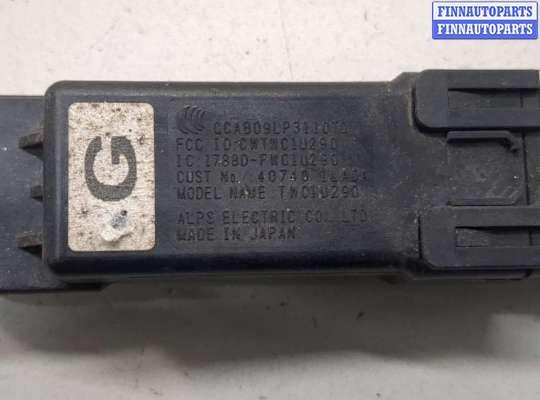 FINNAUTOPARTS
FINNAUTOPARTS
G
CCAB09LP3110T
FCC ID CWTWC1U290
IC 1788D-FWC1U290
CUST No. 40740
MODEL NAME TWC1U290
ALPS ELECTRIC CO., LTD
MADE IN JAPAN